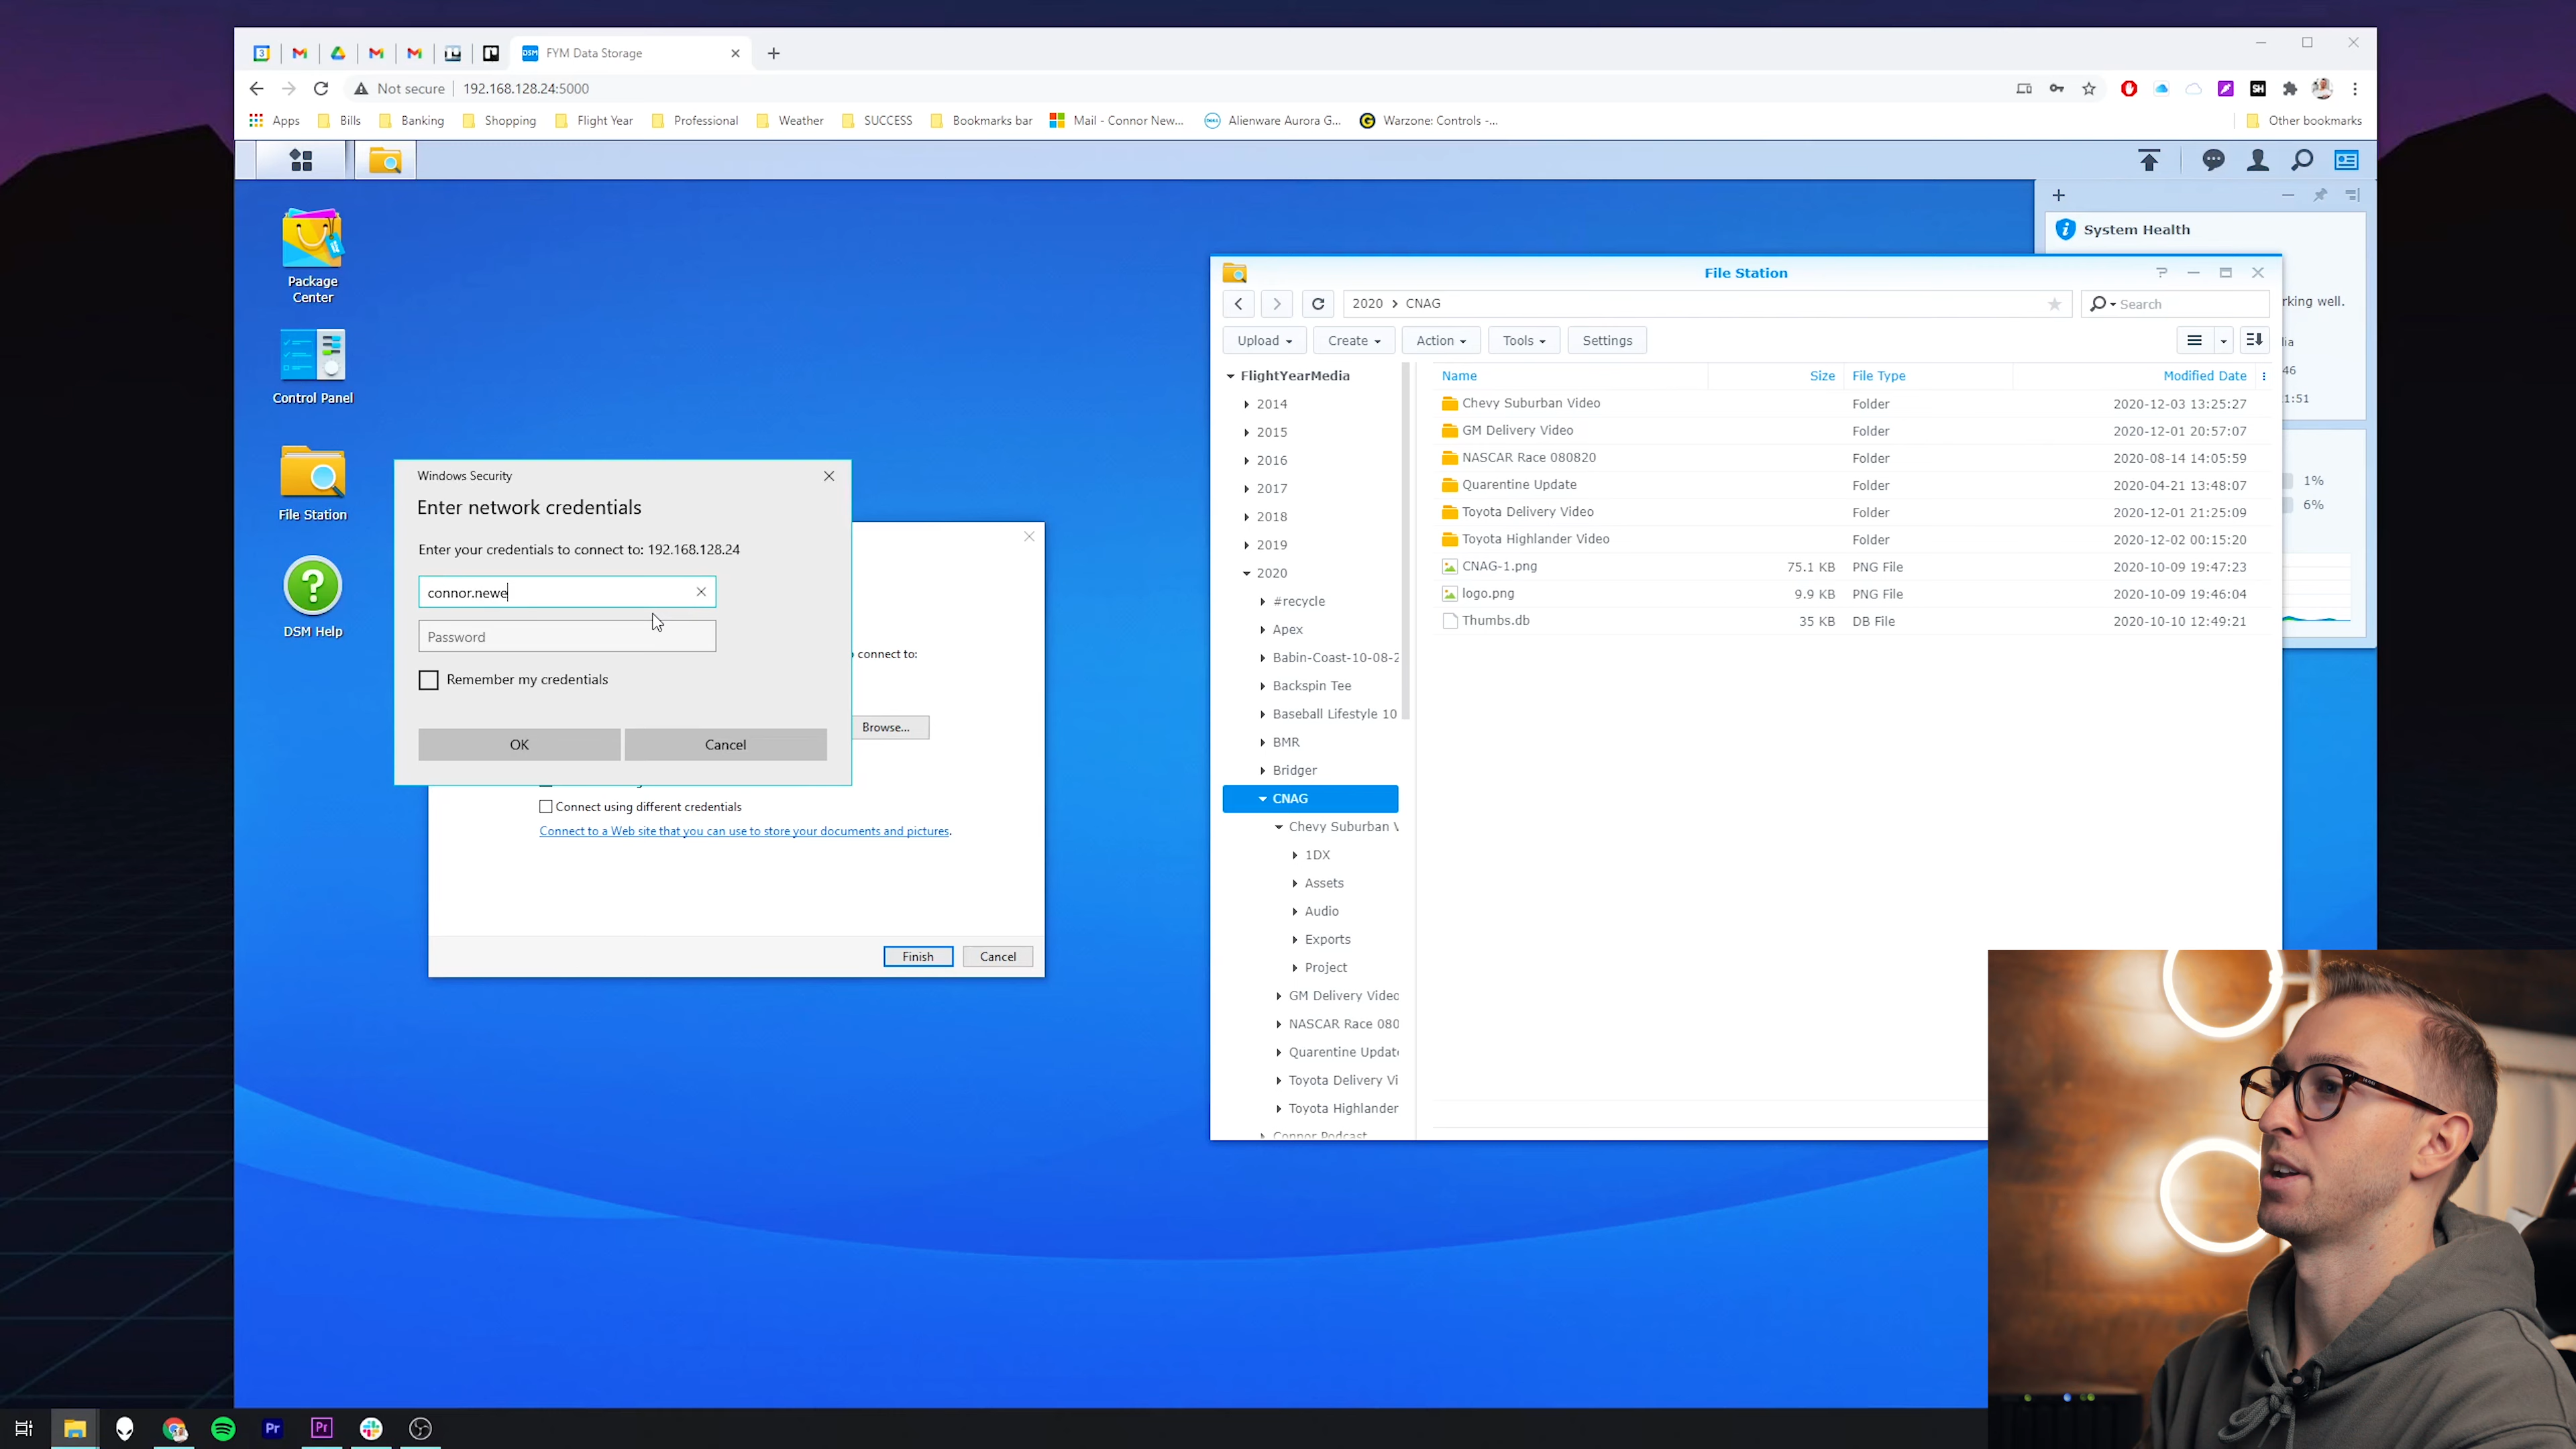 FYM Data Storage
Not secure 192.168.128.24:5000
Apps Bills Banking Shopping Flight Year Professional Weather SUCCESS Bookmarks bar Mail - Connor New... Alienware Aurora G... Warzone: Controls -... Other bookmarks
Package
Center
Control Panel
File Station
DSM Help
System Health
rking well.
46
1:51
1%
6%
Windows Security
Enter network credentials
Enter your credentials to connect to: 192.168.128.24
connor.newe
Password
Remember my credentials
OK Cancel
connect to:
Browse...
Connect using different credentials
Connect to a Web site that you can use to store your documents and pictures.
Finish Cancel
File Station
2020 CNAG
Search
Upload Create Action Tools Settings
FlightYearMedia
2014
2015
2016
2017
2018
2019
2020
#recycle
Apex
Babin-Coast-10-08-2
Backspin Tee
Baseball Lifestyle 10
BMR
Bridger
CNAG
Chevy Suburban V
1DX
Assets
Audio
Exports
Project
GM Delivery Video
NASCAR Race 080
Quarentine Update
Toyota Delivery Vi
Toyota Highlander
Connor Podcast
Name Size File Type Modified Date
Chevy Suburban Video Folder 2020-12-03 13:25:27
GM Delivery Video Folder 2020-12-01 20:57:07
NASCAR Race 080820 Folder 2020-08-14 14:05:59
Quarentine Update Folder 2020-04-21 13:48:07
Toyota Delivery Video Folder 2020-12-01 21:25:09
Toyota Highlander Video Folder 2020-12-02 00:15:20
CNAG-1.png 75.1 KB PNG File 2020-10-09 19:47:23
logo.png 9.9 KB PNG File 2020-10-09 19:46:04
Thumbs.db 35 KB DB File 2020-10-10 12:49:21
Pr
Pr